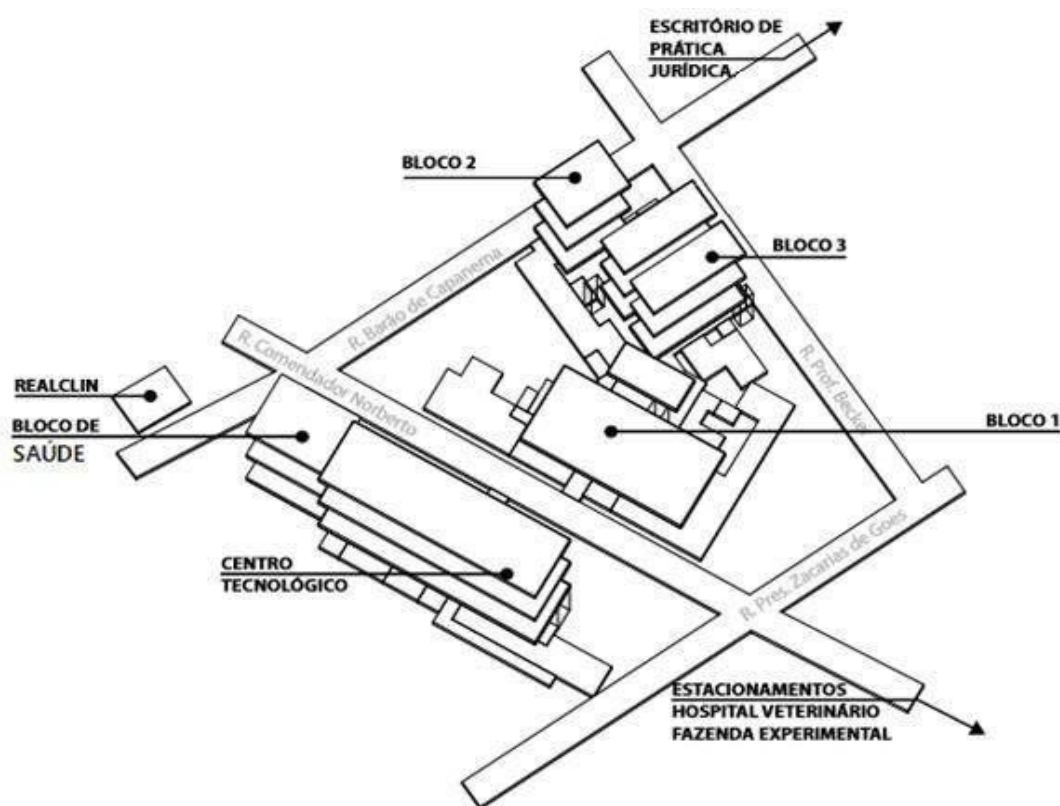 ESCRITÓRIO DE
PRÁTICA
JURÍDICA.
BLOCO 2
BLOCO 3
R. Barão de Capanema
R. Comendador Norberto
REALCLIN
BLOCO DE
SAÚDE
R. Prof. Becker
BLOCO 1
CENTRO
TECNOLÓGICO
R. Pres. Zacarias de Goes
ESTACIONAMENTOS
HOSPITAL VETERINÁRIO
FAZENDA EXPERIMENTAL